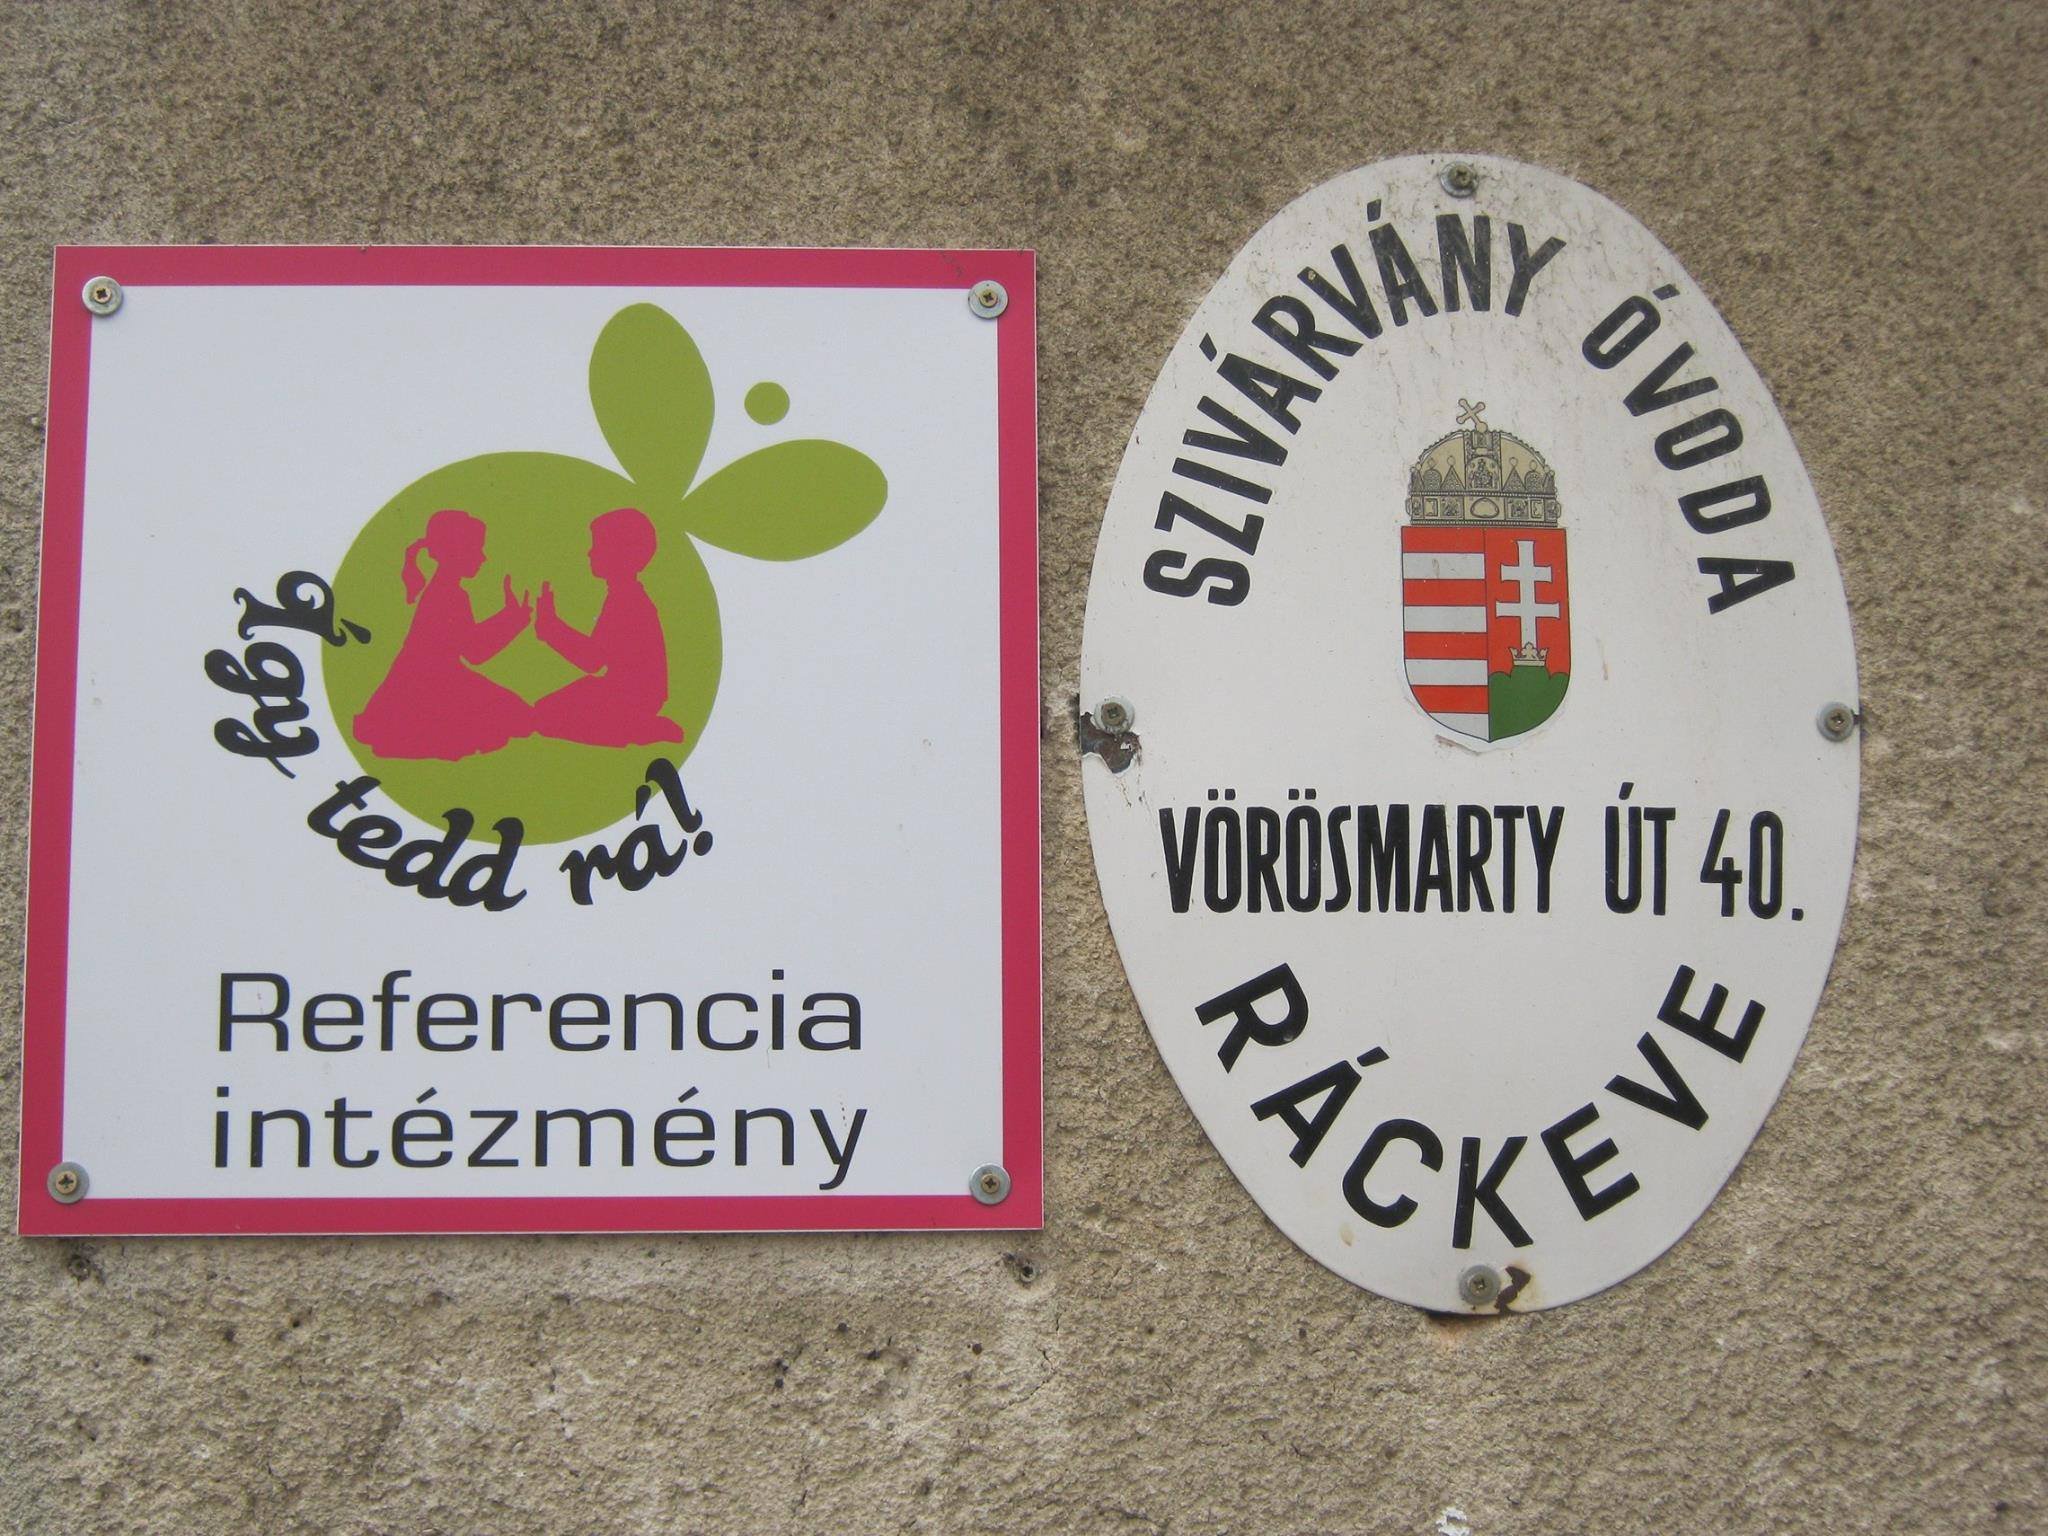 Így tedd rá!
Referencia
intézmény
SZIVÁRVÁNY ÓVODA
VÖRÖSMARTY ÚT 40.
RÁCKEVE